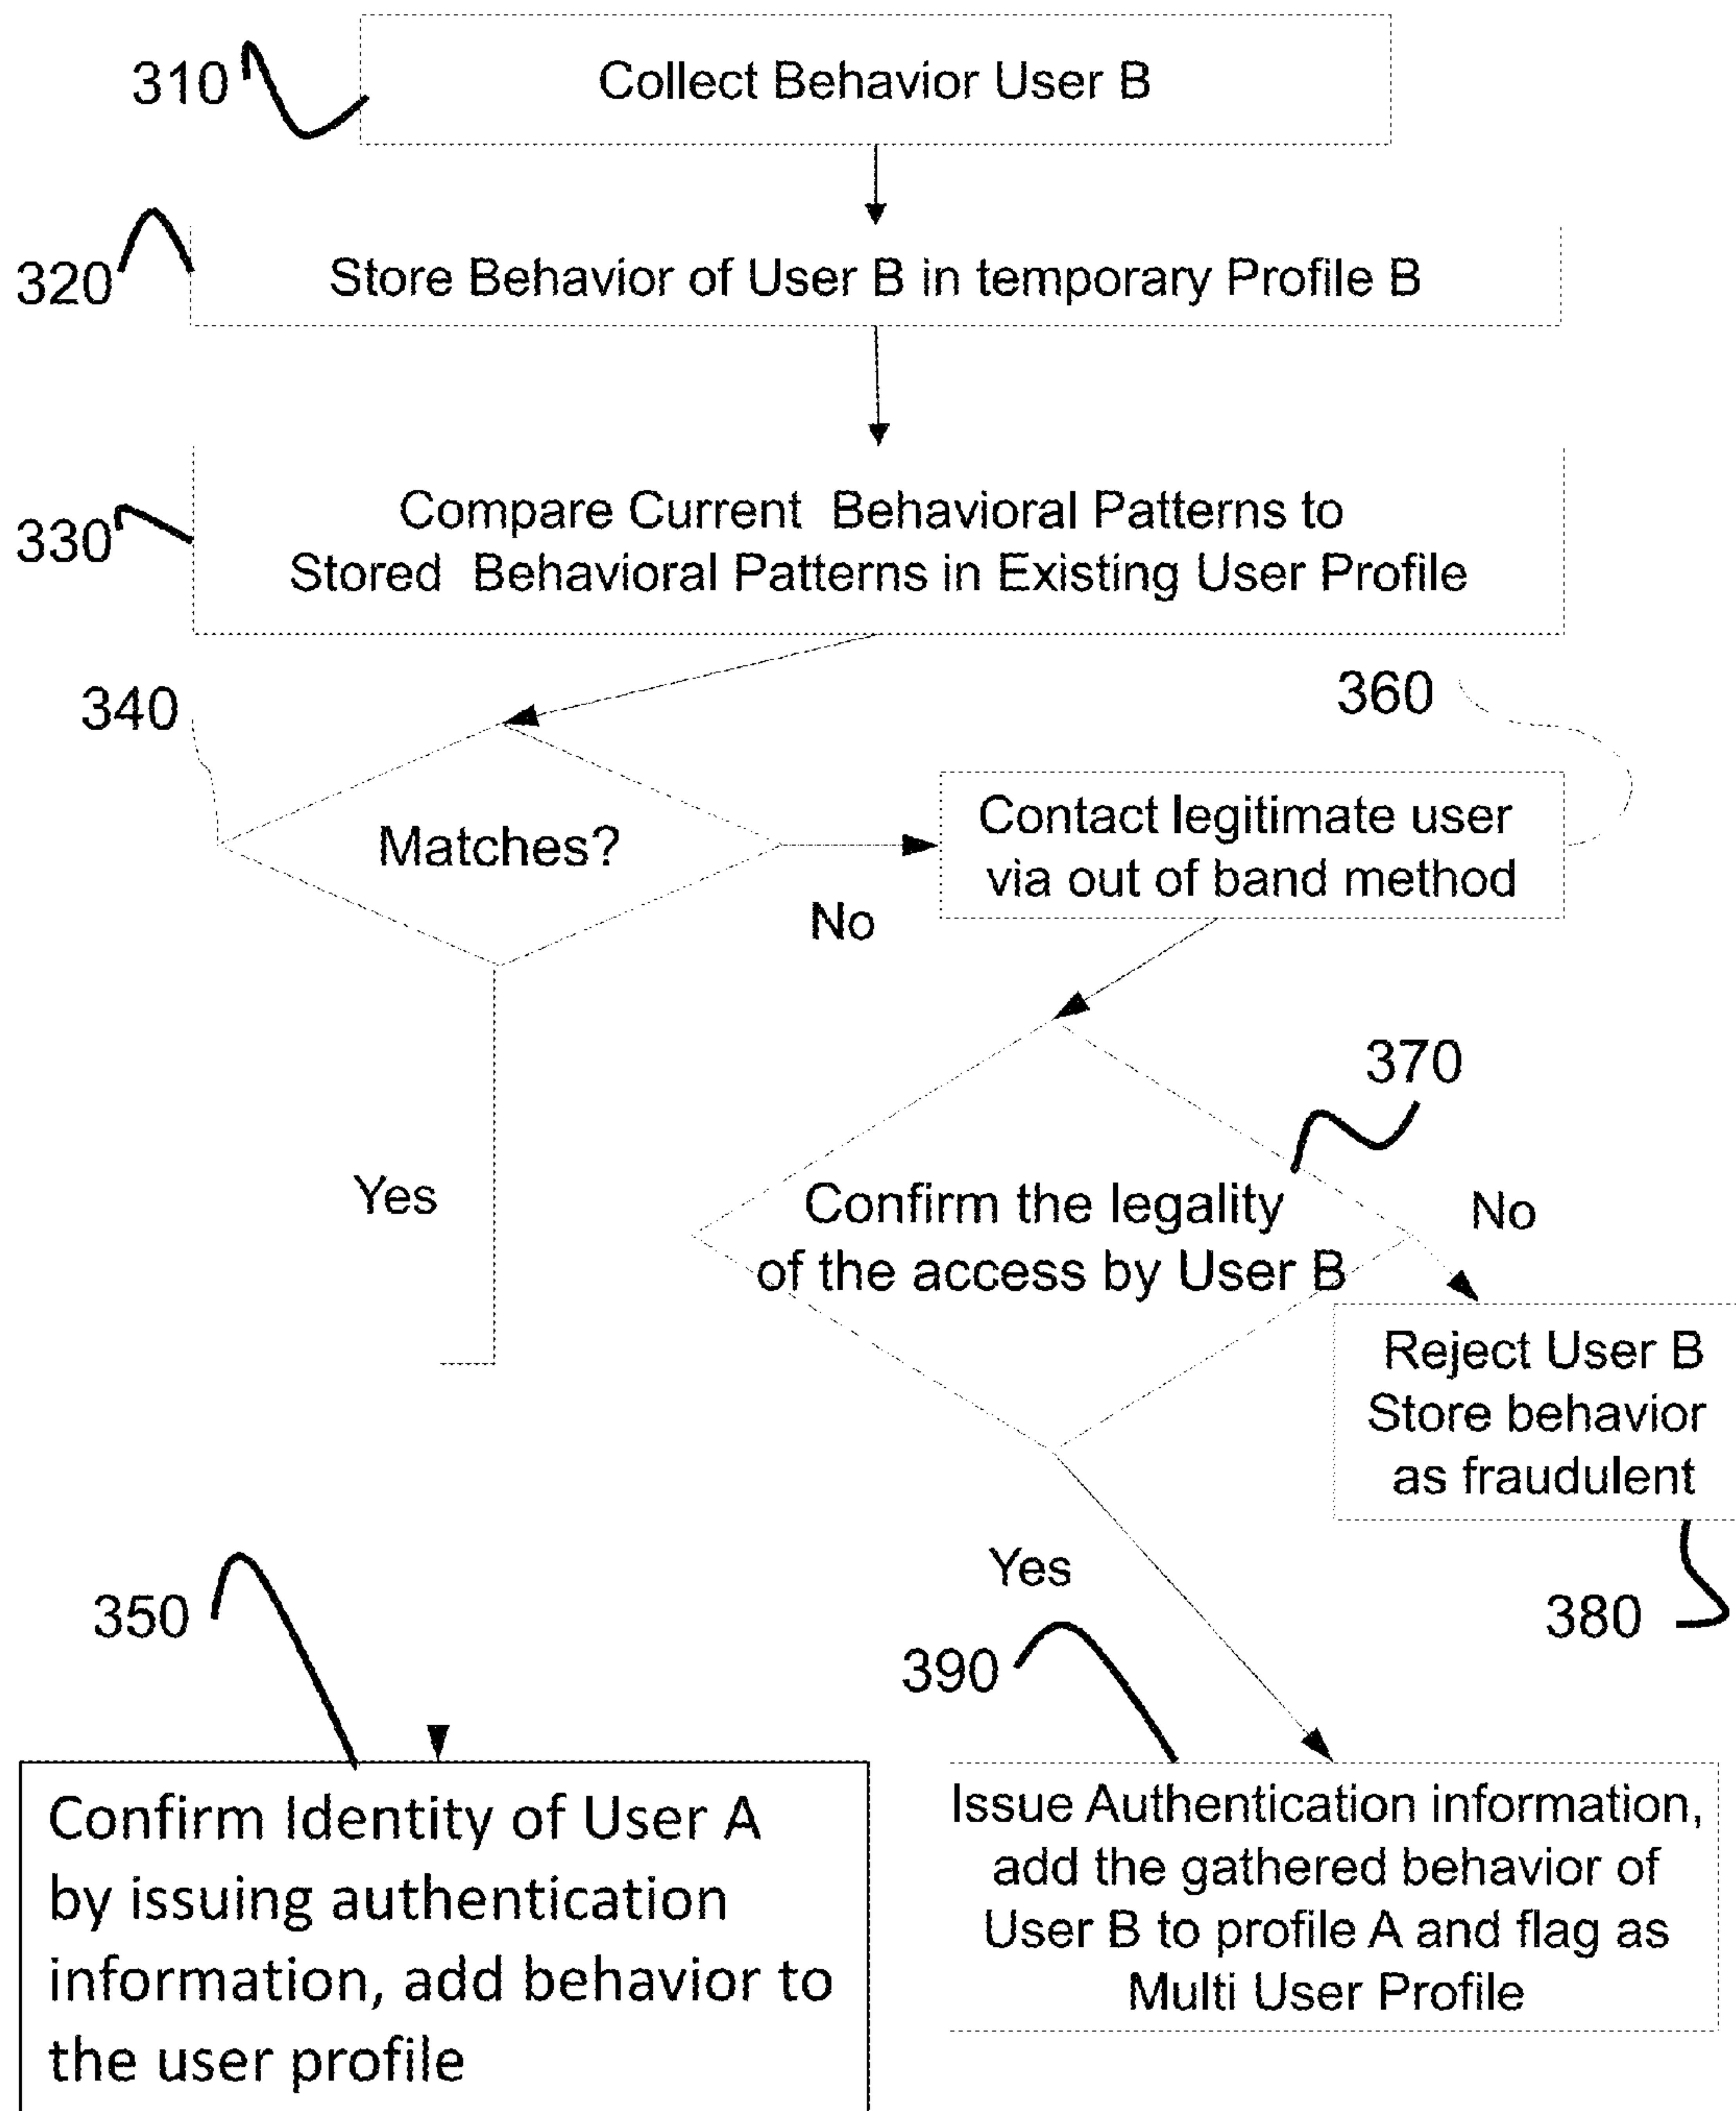 310
Collect Behavior User B
320
Store Behavior of User B in temporary Profile B
330
Compare Current Behavioral Patterns to
Stored Behavioral Patterns in Existing User Profile
340
Matches?
No
Yes
360
Contact legitimate user
via out of band method
370
Confirm the legality
of the access by User B
No
Reject User B
Store behavior
as fraudulent
380
Yes
350
Confirm Identity of User A
by issuing authentication
information, add behavior to
the user profile
390
Issue Authentication information,
add the gathered behavior of
User B to profile A and flag as
Multi User Profile